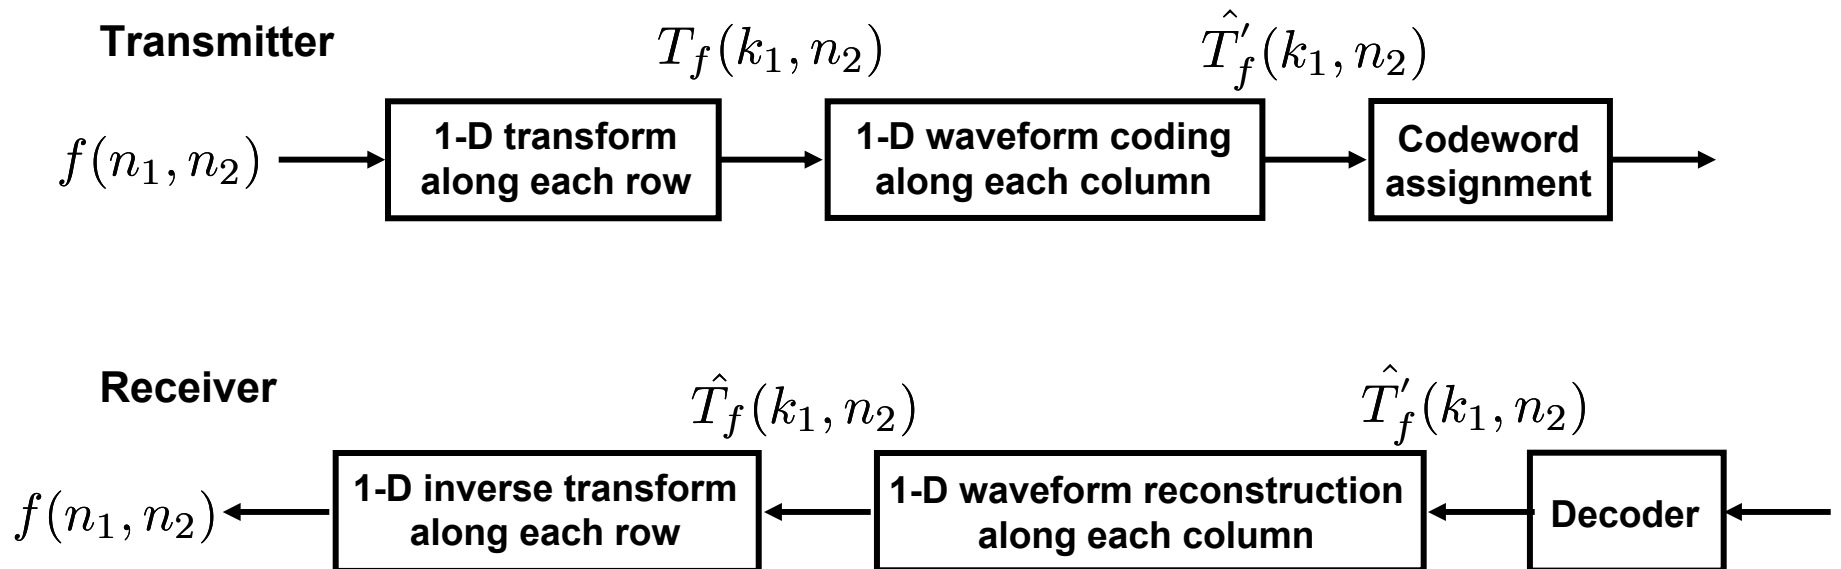 Transmitter
T_f(k_1, n_2)
\hat{T}'_f(k_1, n_2)
f(n_1, n_2)
1-D transform
along each row
1-D waveform coding
along each column
Codeword
assignment
Receiver
\hat{T}_f(k_1, n_2)
\hat{T}'_f(k_1, n_2)
f(n_1, n_2)
1-D inverse transform
along each row
1-D waveform reconstruction
along each column
Decoder